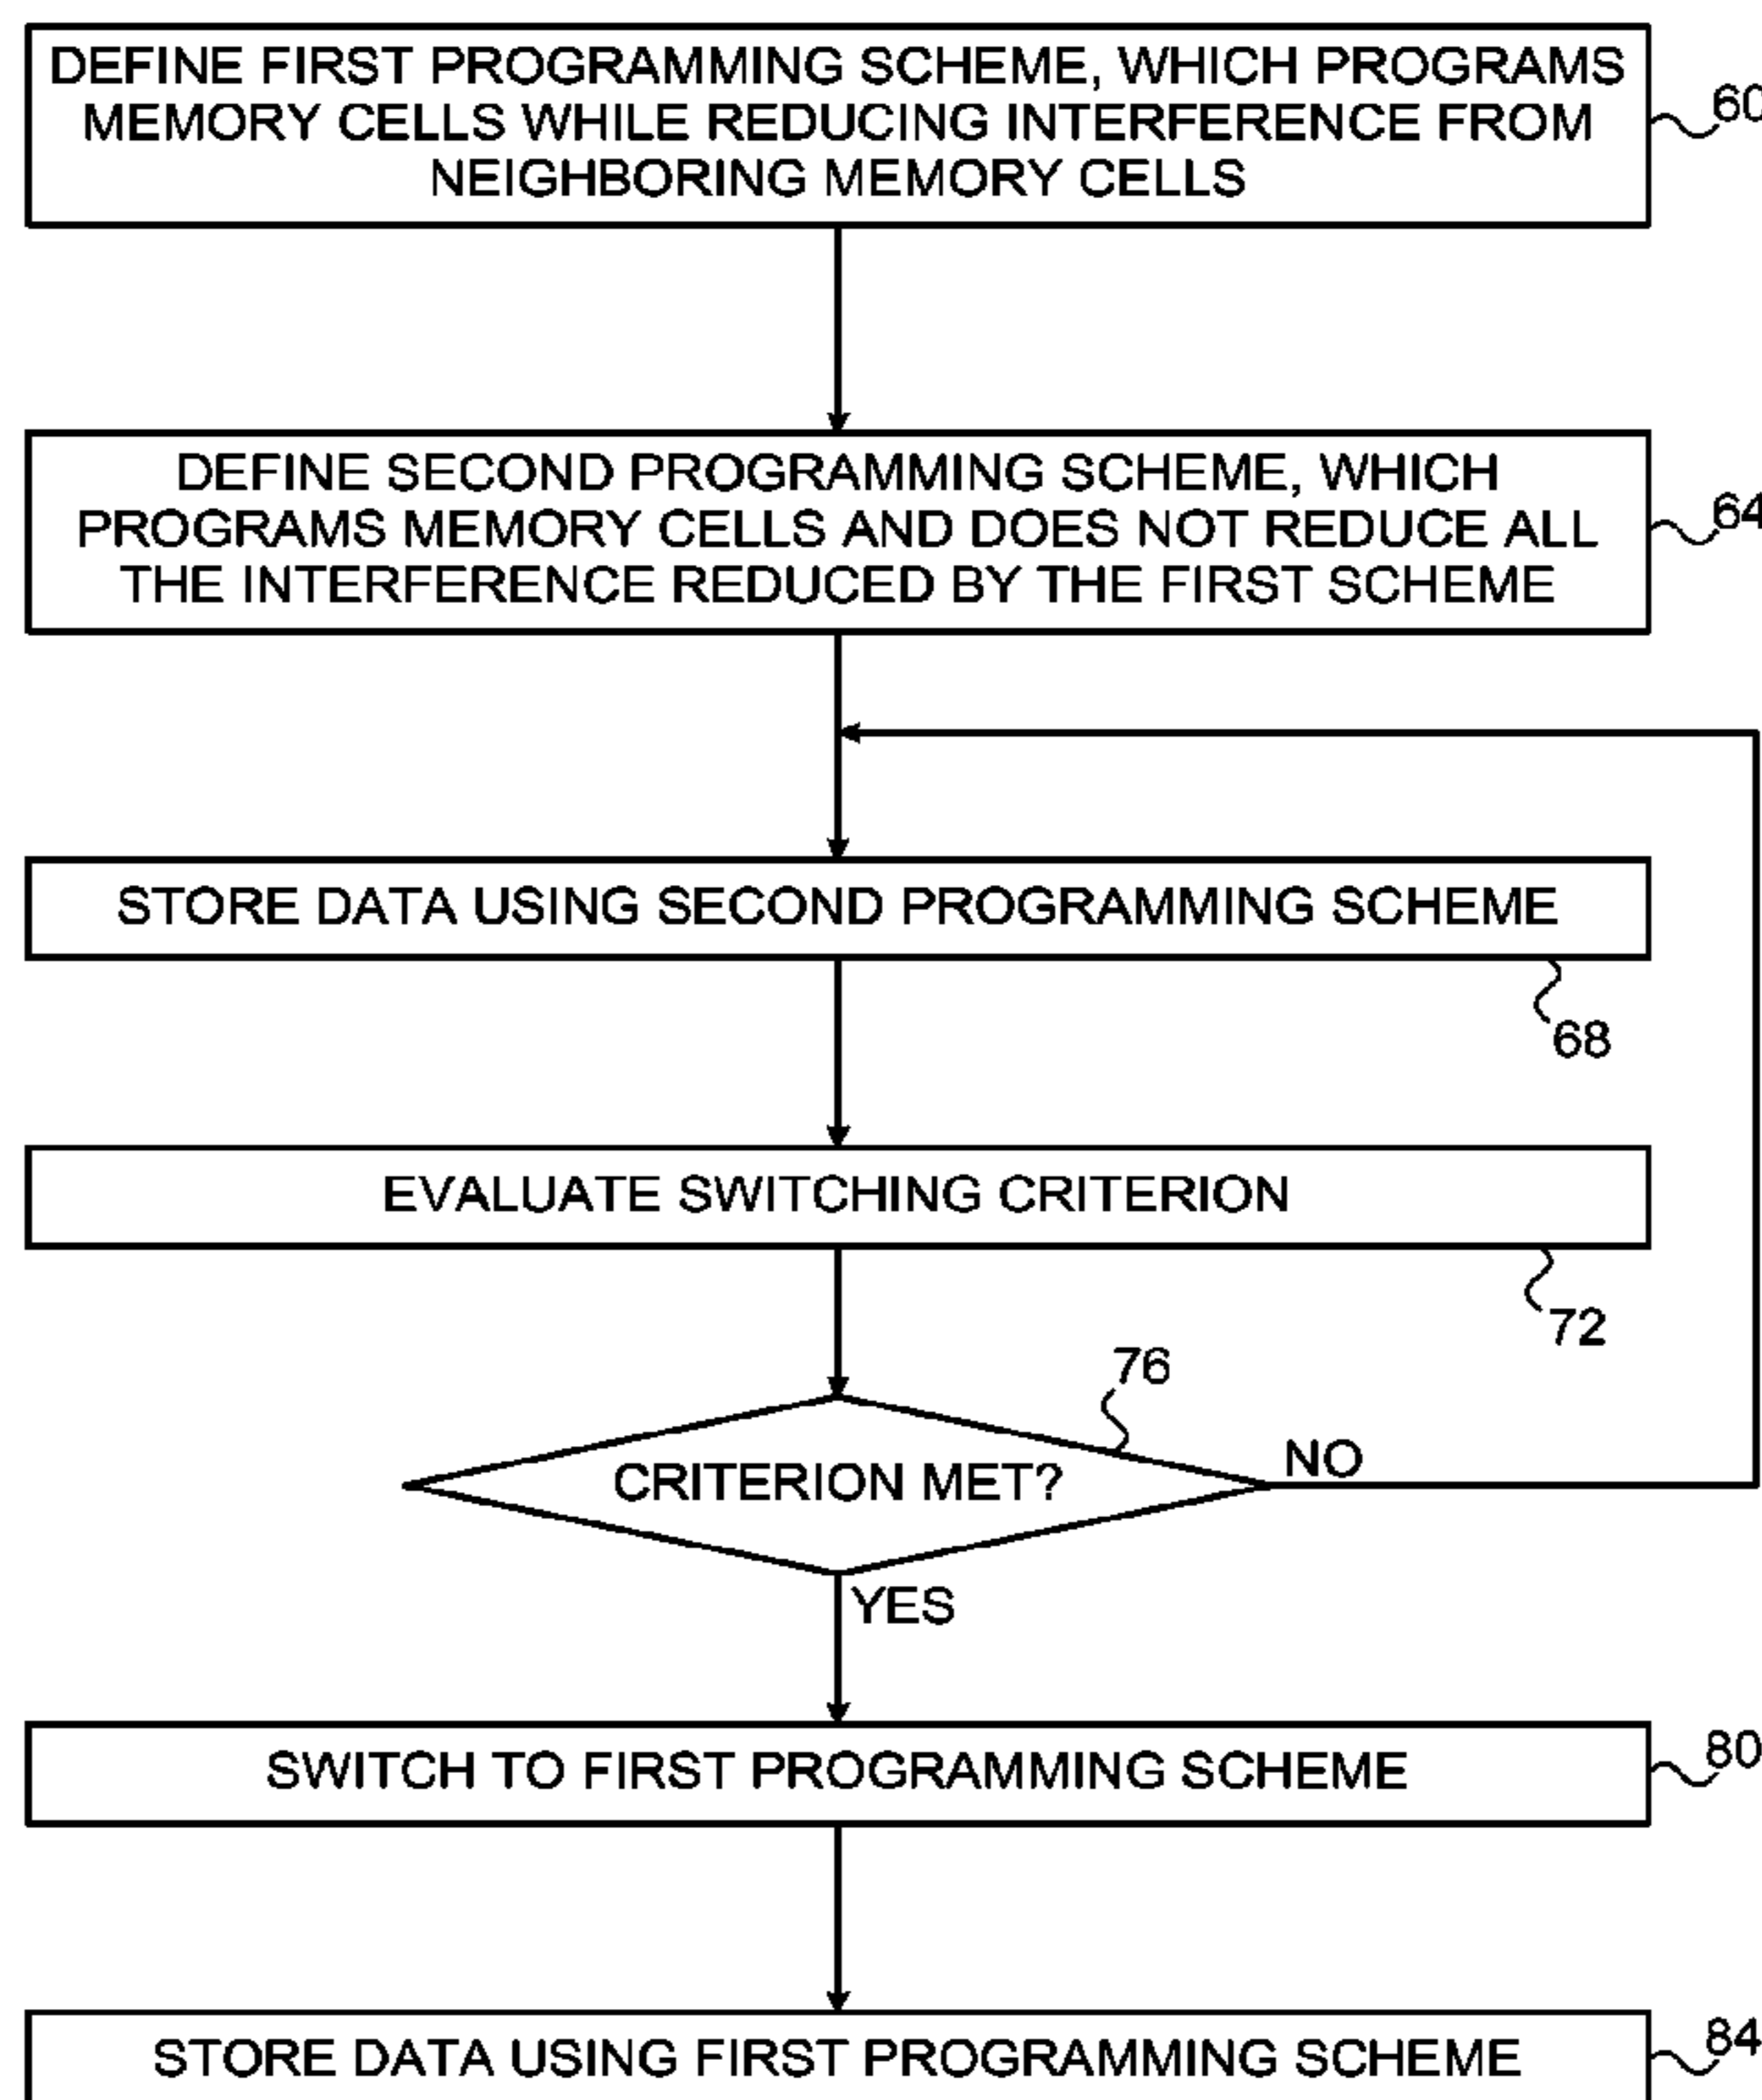 DEFINE FIRST PROGRAMMING SCHEME, WHICH PROGRAMS
MEMORY CELLS WHILE REDUCING INTERFERENCE FROM
NEIGHBORING MEMORY CELLS
60
DEFINE SECOND PROGRAMMING SCHEME, WHICH
PROGRAMS MEMORY CELLS AND DOES NOT REDUCE ALL
THE INTERFERENCE REDUCED BY THE FIRST SCHEME
64
STORE DATA USING SECOND PROGRAMMING SCHEME
68
EVALUATE SWITCHING CRITERION
72
76
CRITERION MET?
NO
YES
SWITCH TO FIRST PROGRAMMING SCHEME
80
STORE DATA USING FIRST PROGRAMMING SCHEME
84